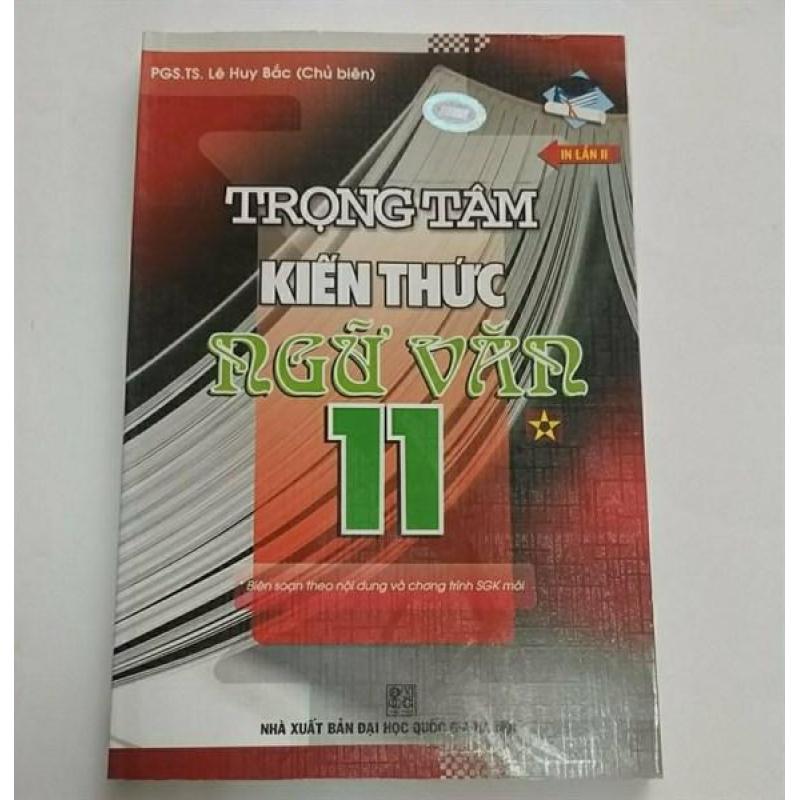 PGS.TS. Lê Huy Bắc (Chủ biên)
IN LẦN II
TRỌNG TÂM
KIẾN THỨC
NGỮ VĂN
11
* Biên soạn theo nội dung và chơng trình SGK mới
NHÀ XUẤT BẢN ĐẠI HỌC QUỐC GIA HÀ NỘI